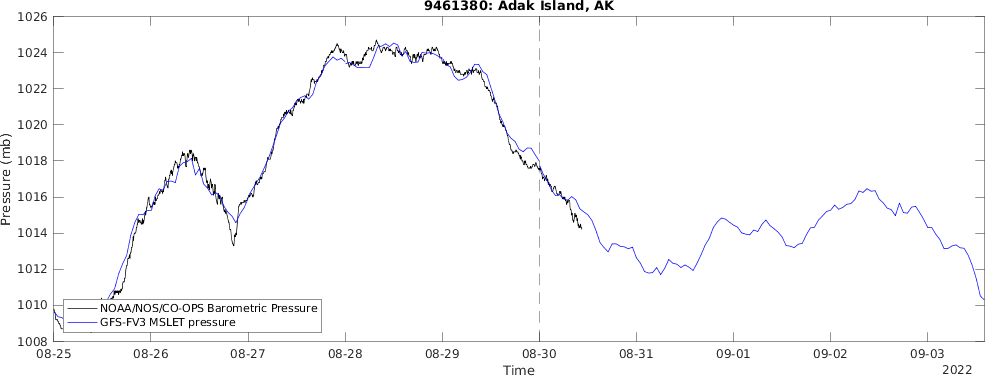 9461380: Adak Island, AK
Pressure (mb)
1026
1024
1022
1020
1018
1016
1014
1012
1010
1008
NOAA/NOS/CO-OPS Barometric Pressure
GFS-FV3 MSLET pressure
08-25 08-26 08-27 08-28 08-29 08-30 08-31 09-01 09-02 09-03
Time
2022